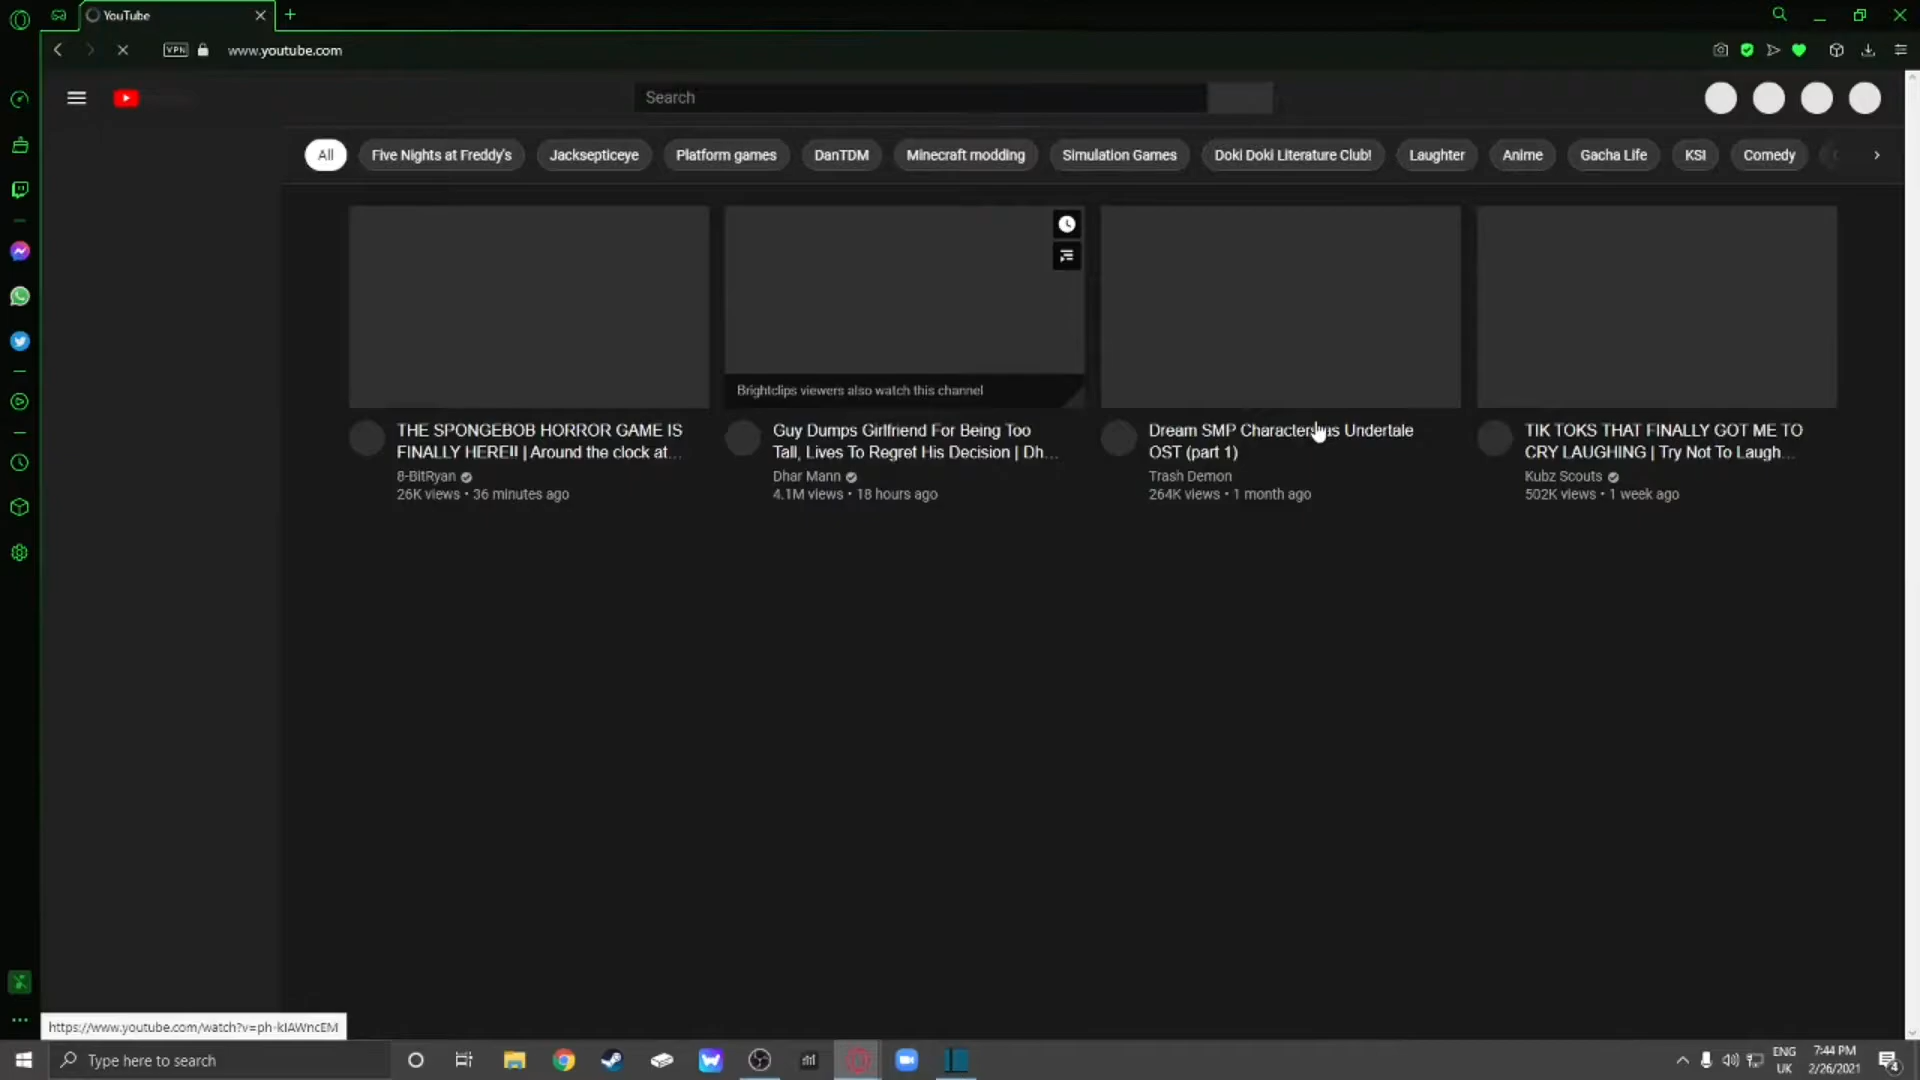 YouTube
VPN
www.youtube.com
Search
All
Five Nights at Freddy's
Jacksepticeye
Platform games
DanTDM
Minecraft modding
Simulation Games
Doki Doki Literature Club!
Laughter
Anime
Gacha Life
KSI
Comedy
Brightclips viewers also watch this channel
THE SPONGEBOB HORROR GAME IS
FINALLY HERE!! | Around the clock at...
8-BitRyan
26K views • 36 minutes ago
Guy Dumps Girlfriend For Being Too
Tall, Lives To Regret His Decision | Dh...
Dhar Mann
4.1M views • 18 hours ago
Dream SMP Characters as Undertale
OST (part 1)
Trash Demon
264K views • 1 month ago
TIK TOKS THAT FINALLY GOT ME TO
CRY LAUGHING | Try Not To Laugh...
Kubz Scouts
502K views • 1 week ago
https://www.youtube.com/watch?v=ph-kIAWncEM
Type here to search
ENG
UK
7:44 PM
2/26/2021
4